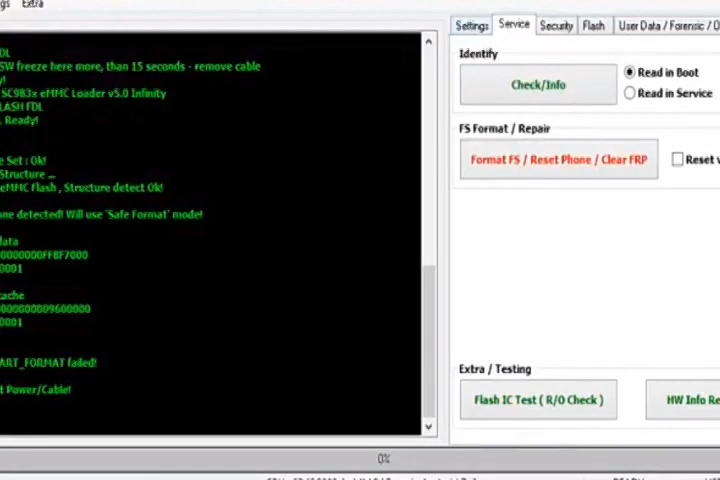 gs Extra
DL
SW freeze here more, than 15 seconds - remove cable
y!
SC983x eMMC Loader v5.0 Infinity
LASH FDL
. Ready!
e Set : Ok!
Structure ...
eMMC Flash , Structure detect Ok!
one detected! Will use 'Safe Format' mode!
data
00000000FFBF7000
0001
cache
0000000009600000
0001
ART_FORMAT failed!
t Power/Cable!
Settings Service Security Flash User Data / Forensic / D
Identify
Check/Info
Read in Boot
Read in Service
FS Format / Repair
Format FS / Reset Phone / Clear FRP
Reset
Extra / Testing
Flash IC Test ( R/O Check )
HW Info Re
0%